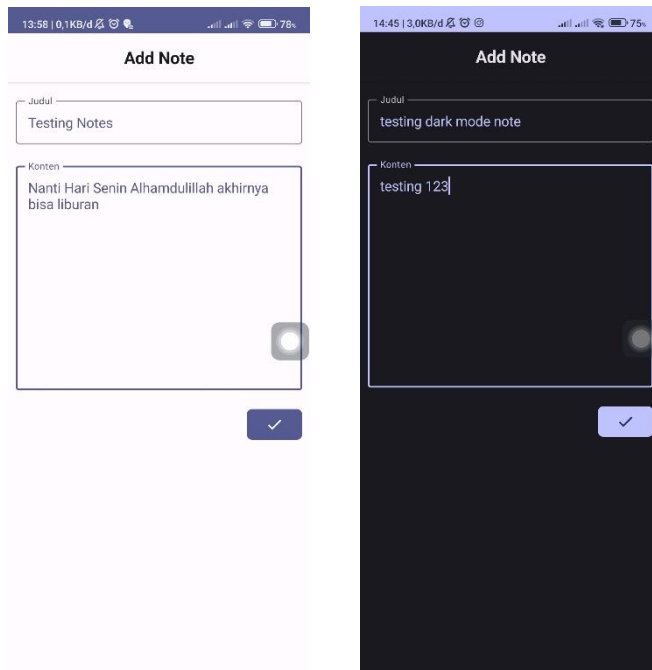 13:58 | 0,1KB/d
78%
Add Note
Judul
Testing Notes
Konten
Nanti Hari Senin Alhamdulillah akhirnya
bisa liburan
14:45 | 3,0KB/d
75%
Add Note
Judul
testing dark mode note
Konten
testing 123